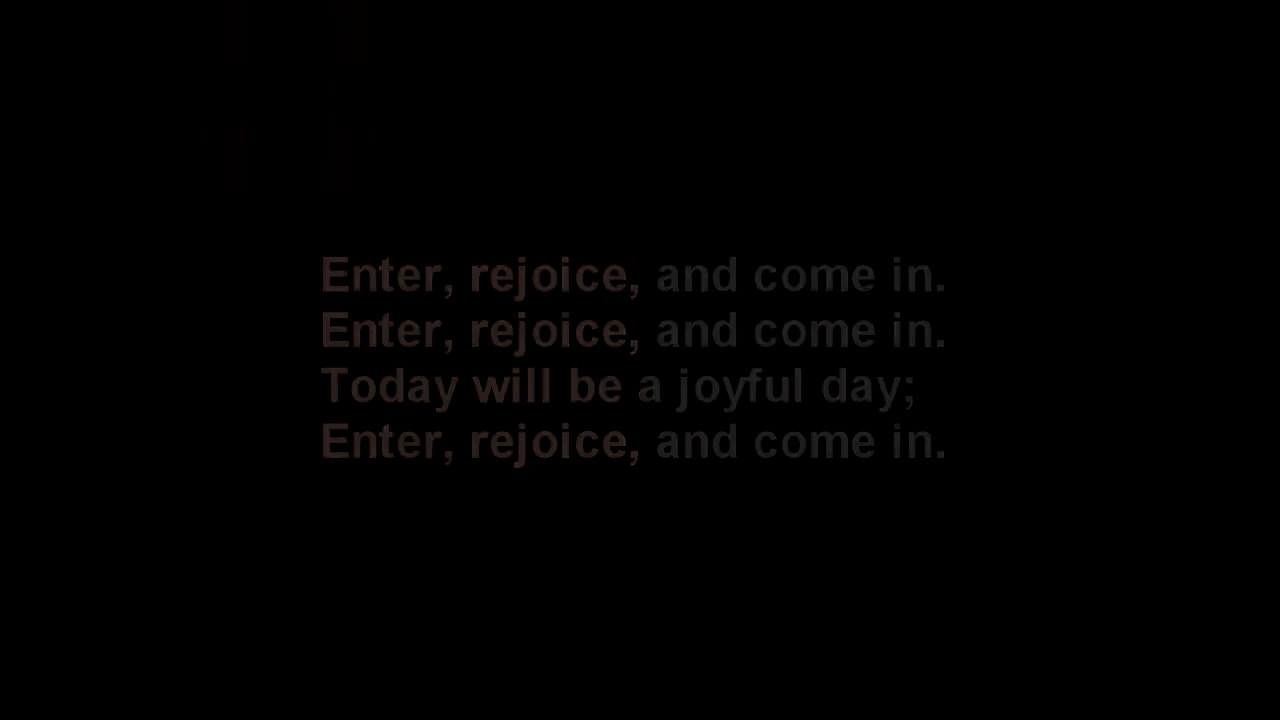 Enter, rejoice, and come in.
Enter, rejoice, and come in.
Today will be a joyful day;
Enter, rejoice, and come in.